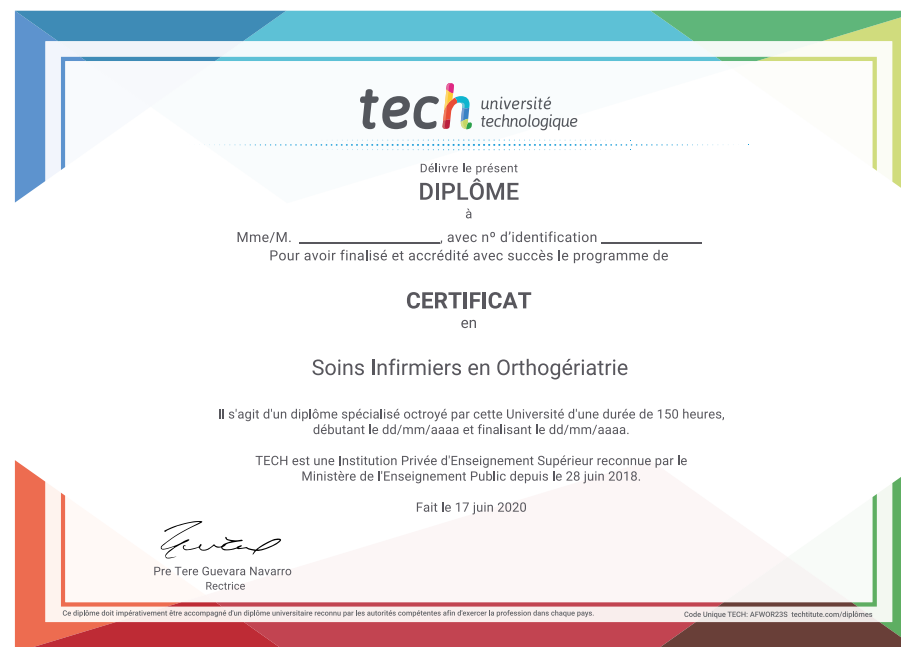 tech université
technologique
Délivre le présent
DIPLÔME
à
Mme/M. ____________________, avec nº d'identification ______________
Pour avoir finalisé et accrédité avec succès le programme de
CERTIFICAT
en
Soins Infirmiers en Orthogériatrie
Il s'agit d'un diplôme spécialisé octroyé par cette Université d'une durée de 150 heures,
débutant le dd/mm/aaaa et finalisant le dd/mm/aaaa.
TECH est une Institution Privée d'Enseignement Supérieur reconnue par le
Ministère de l'Enseignement Public depuis le 28 juin 2018.
Fait le 17 juin 2020
Pre Tere Guevara Navarro
Rectrice
Ce diplôme doit impérativement être accompagné d'un diplôme universitaire reconnu par les autorités compétentes afin d'exercer la profession dans chaque pays.
Code Unique TECH: AFWOR23S techtitute.com/diplômes